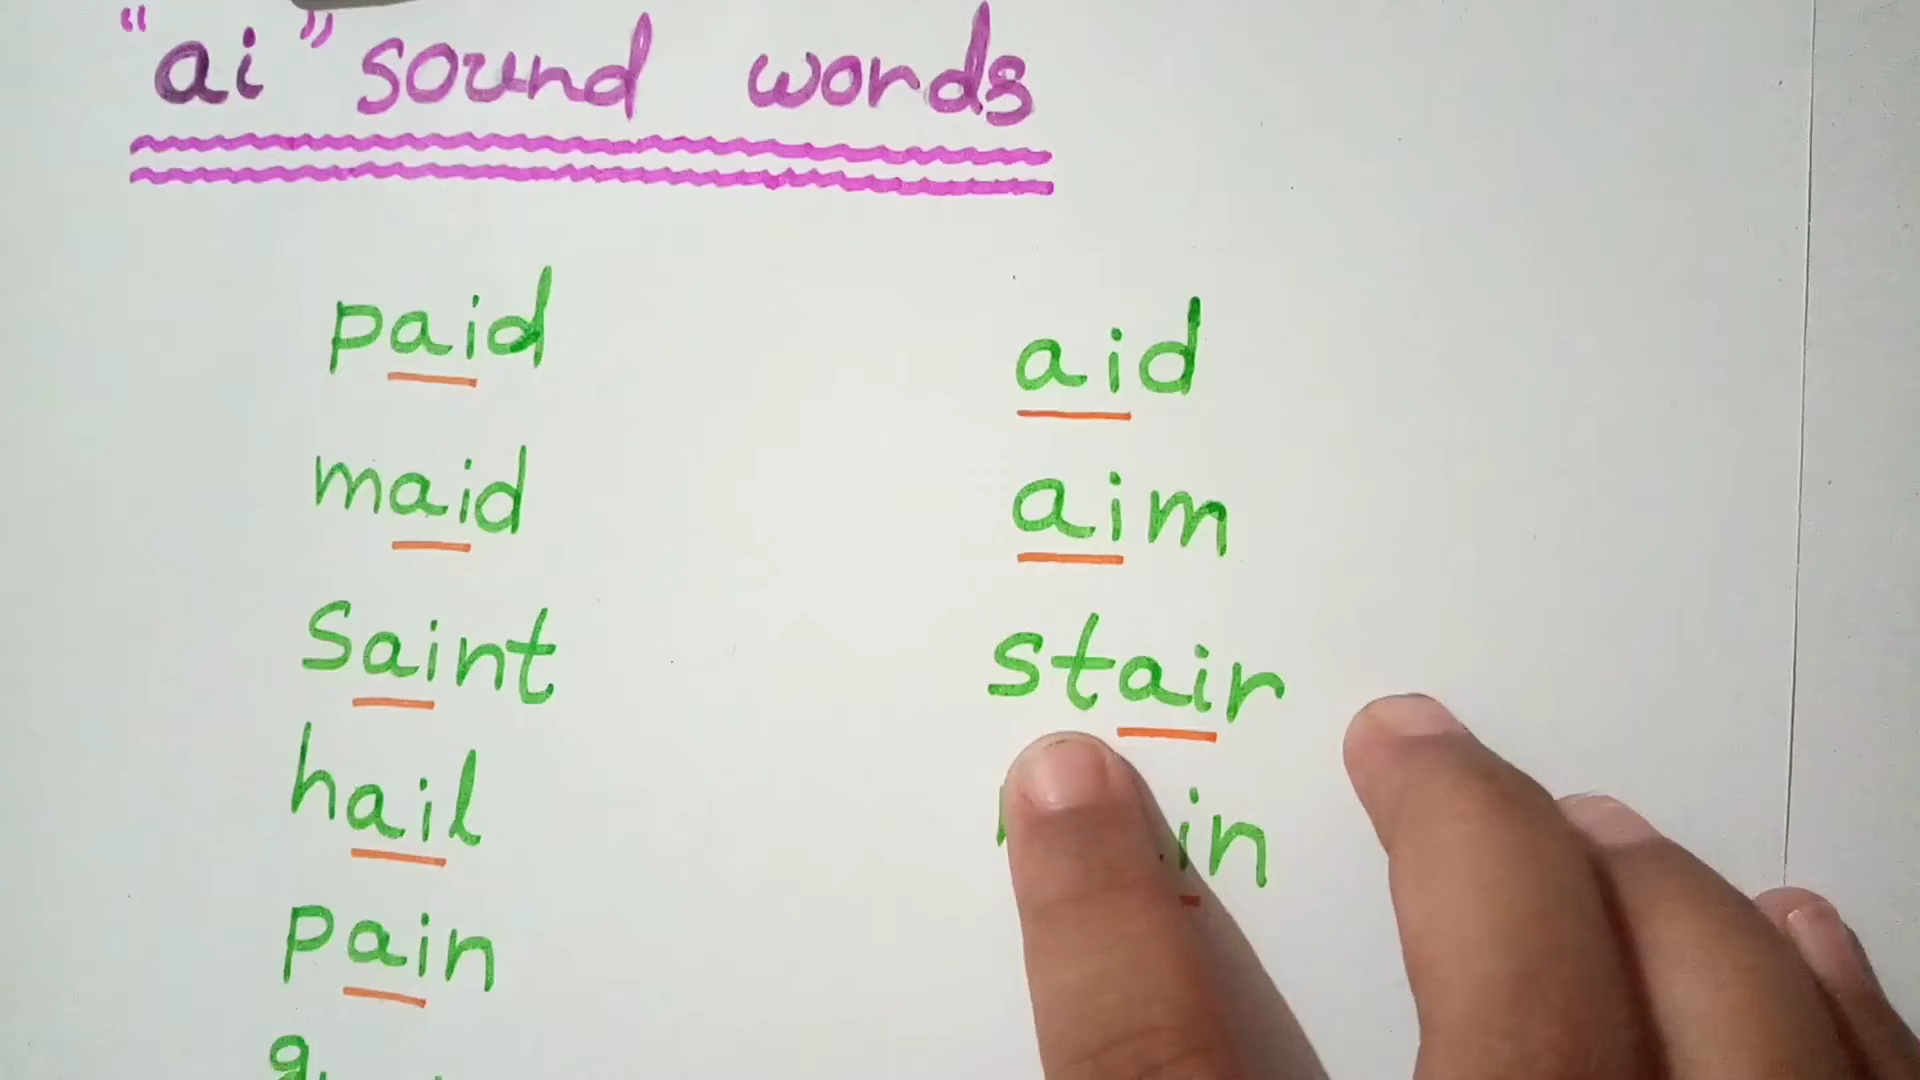 "ai" sound words
paid
maid
saint
hail
pain
aid
aim
stair